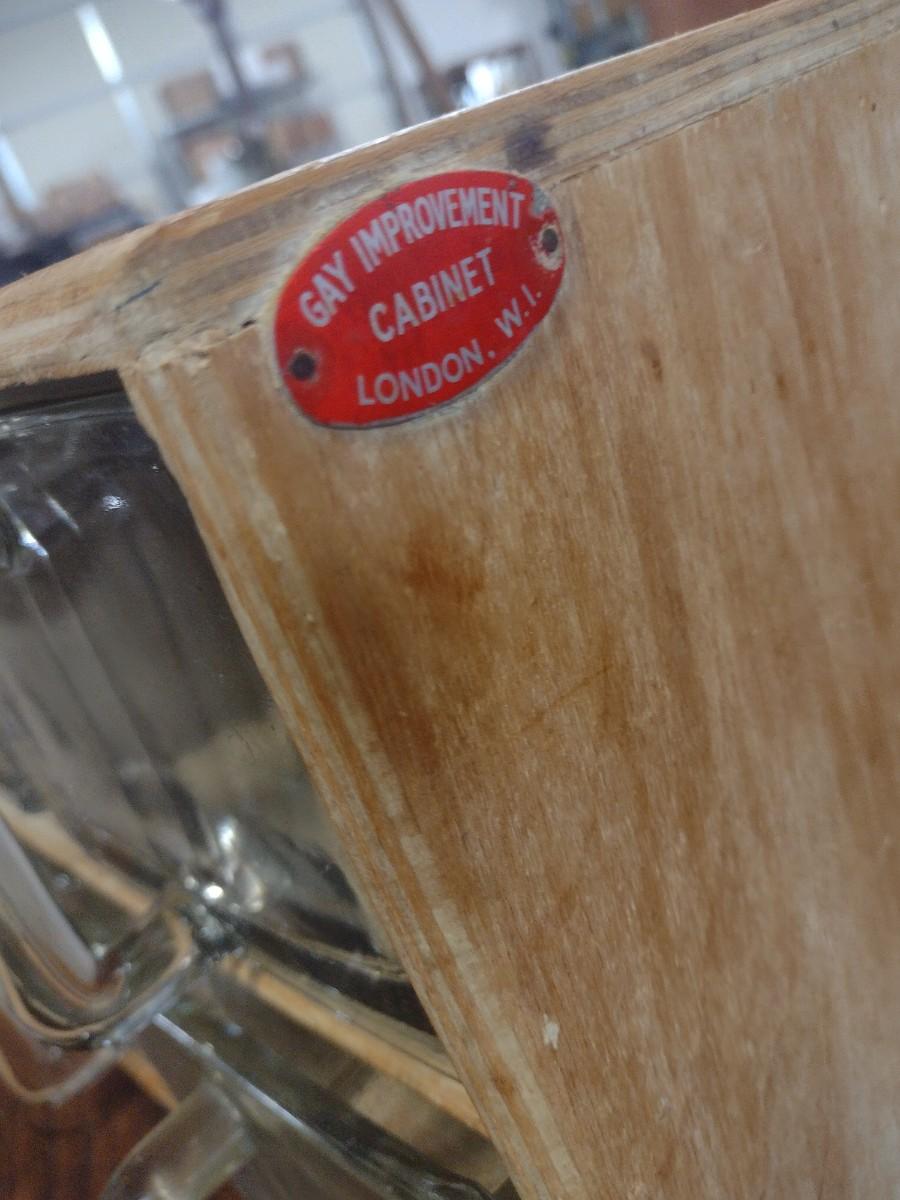 GAY IMPROVEMENT
CABINET
LONDON. W.I.